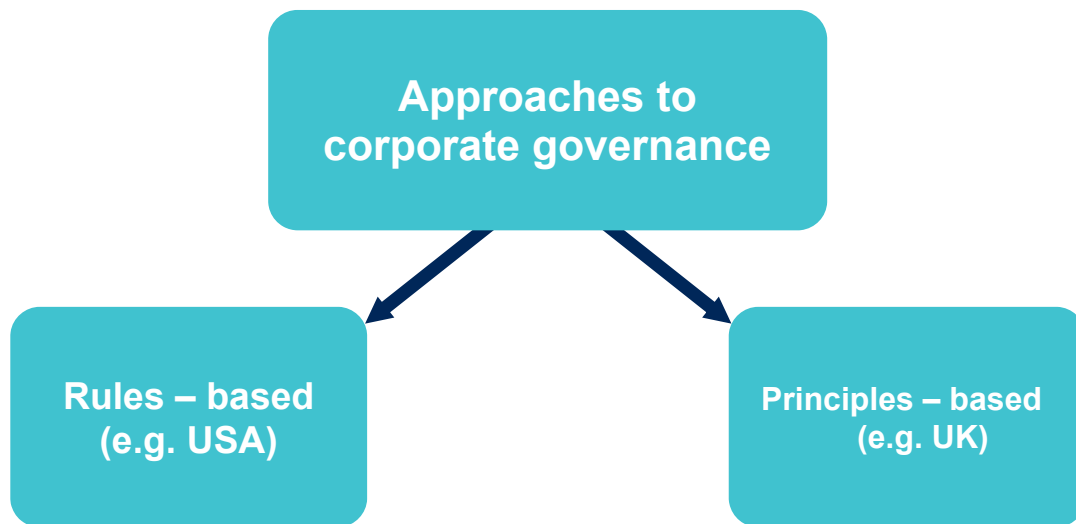 Approaches to
corporate governance
Rules – based
(e.g. USA)
Principles – based
(e.g. UK)